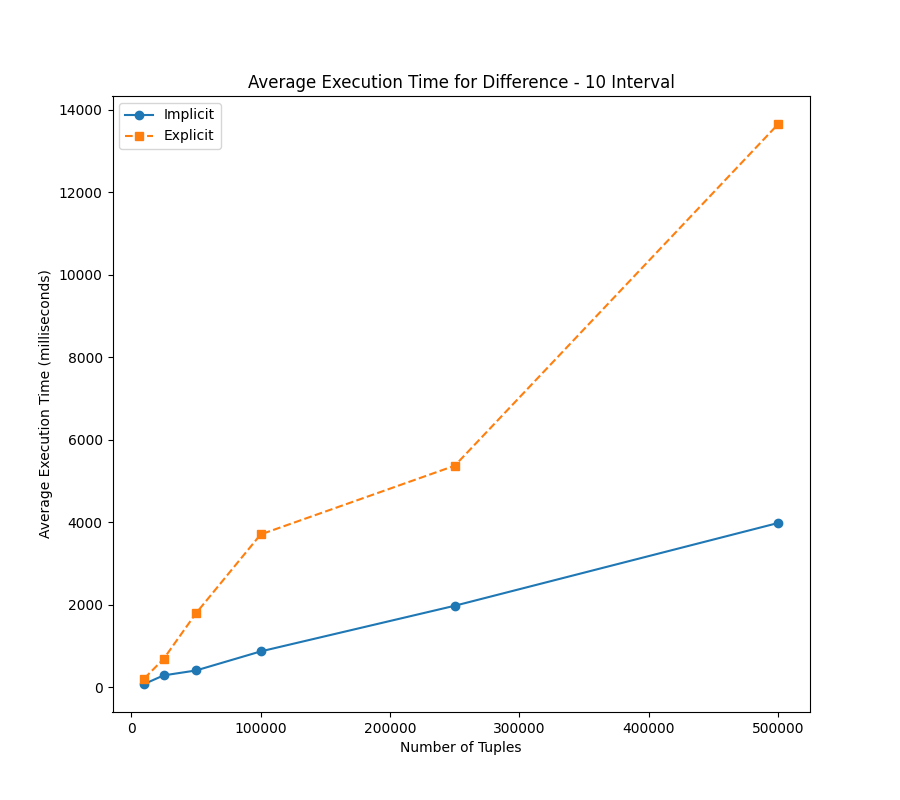 Average Execution Time for Difference - 10 Interval
Implicit
Explicit
14000
12000
10000
8000
6000
4000
2000
0
Average Execution Time (milliseconds)
0 100000 200000 300000 400000 500000
Number of Tuples